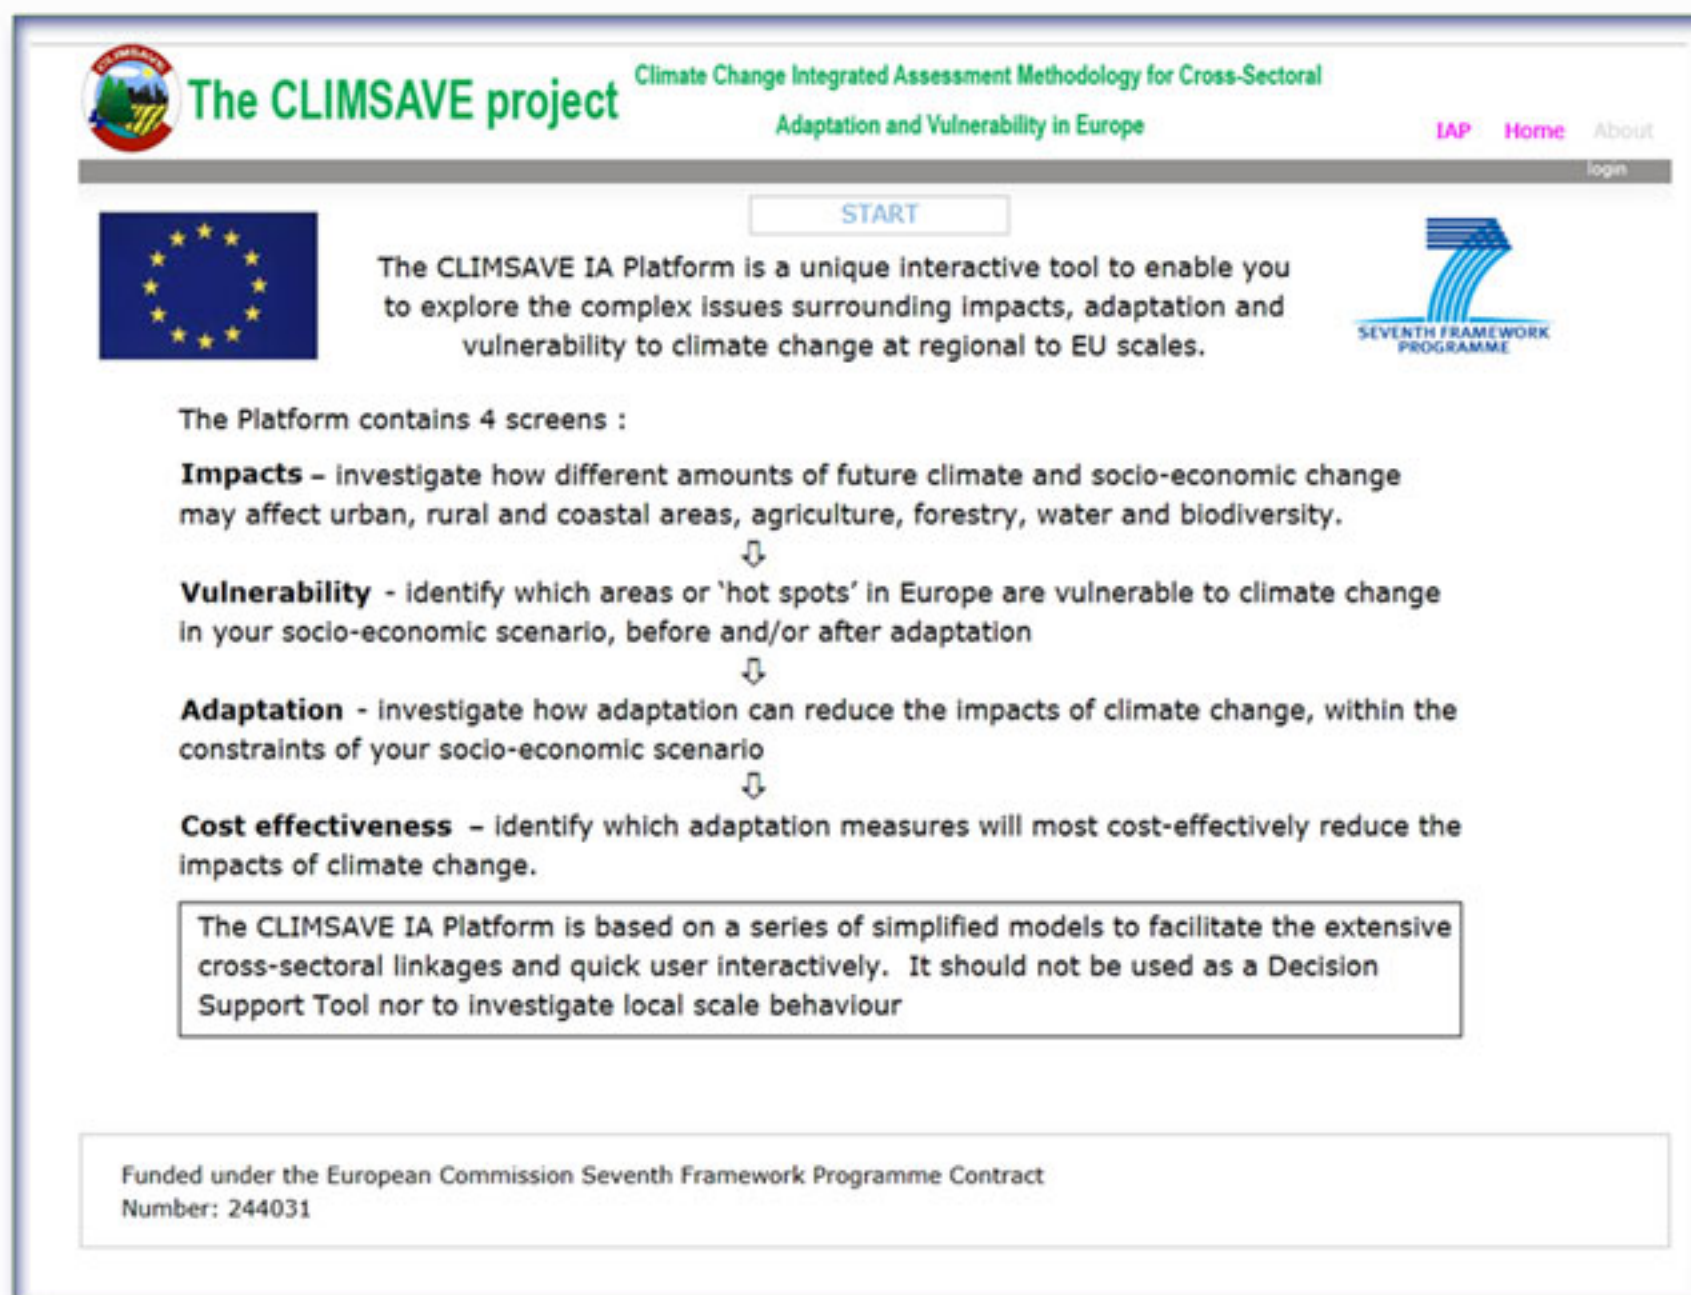 CLIMSAVE
The CLIMSAVE project
Climate Change Integrated Assessment Methodology for Cross-Sectoral
Adaptation and Vulnerability in Europe
IAP Home About
login
START
The CLIMSAVE IA Platform is a unique interactive tool to enable you
to explore the complex issues surrounding impacts, adaptation and
vulnerability to climate change at regional to EU scales.
7
SEVENTH FRAMEWORK
PROGRAMME
The Platform contains 4 screens :
Impacts – investigate how different amounts of future climate and socio-economic change
may affect urban, rural and coastal areas, agriculture, forestry, water and biodiversity.
Vulnerability - identify which areas or ‘hot spots’ in Europe are vulnerable to climate change
in your socio-economic scenario, before and/or after adaptation
Adaptation - investigate how adaptation can reduce the impacts of climate change, within the
constraints of your socio-economic scenario
Cost effectiveness – identify which adaptation measures will most cost-effectively reduce the
impacts of climate change.
The CLIMSAVE IA Platform is based on a series of simplified models to facilitate the extensive
cross-sectoral linkages and quick user interactively. It should not be used as a Decision
Support Tool nor to investigate local scale behaviour
Funded under the European Commission Seventh Framework Programme Contract
Number: 244031